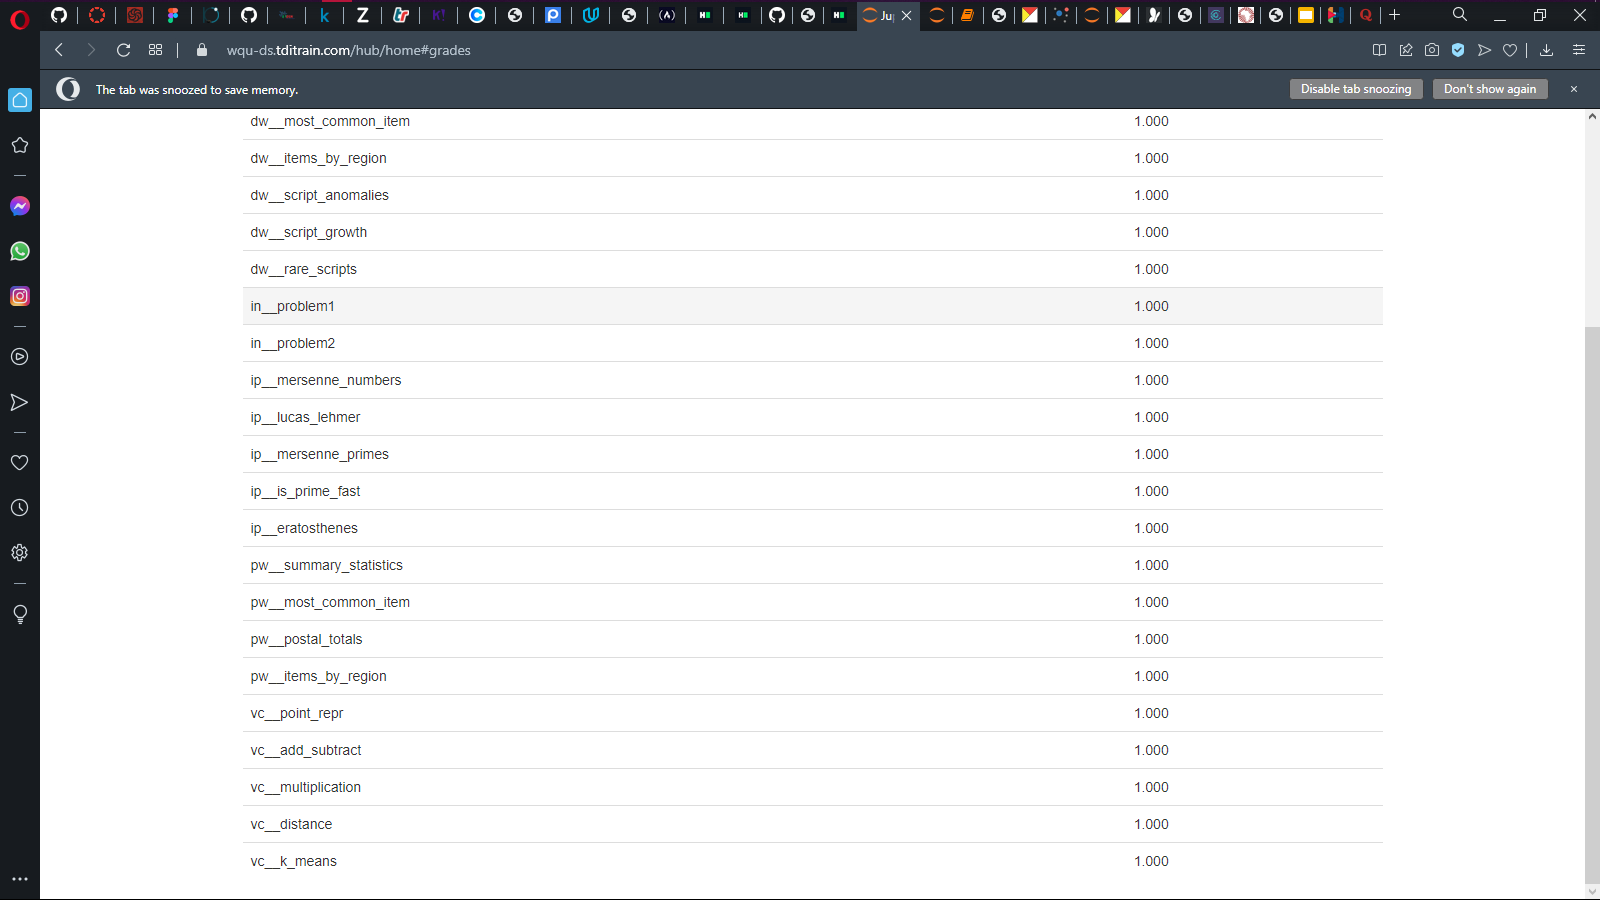 Ju
wqu-ds.tditrain.com/hub/home#grades
The tab was snoozed to save memory.
Disable tab snoozing
Don't show again
dw__most_common_item 1.000
dw__items_by_region 1.000
dw__script_anomalies 1.000
dw__script_growth 1.000
dw__rare_scripts 1.000
in__problem1 1.000
in__problem2 1.000
ip__mersenne_numbers 1.000
ip__lucas_lehmer 1.000
ip__mersenne_primes 1.000
ip__is_prime_fast 1.000
ip__eratosthenes 1.000
pw__summary_statistics 1.000
pw__most_common_item 1.000
pw__postal_totals 1.000
pw__items_by_region 1.000
vc__point_repr 1.000
vc__add_subtract 1.000
vc__multiplication 1.000
vc__distance 1.000
vc__k_means 1.000